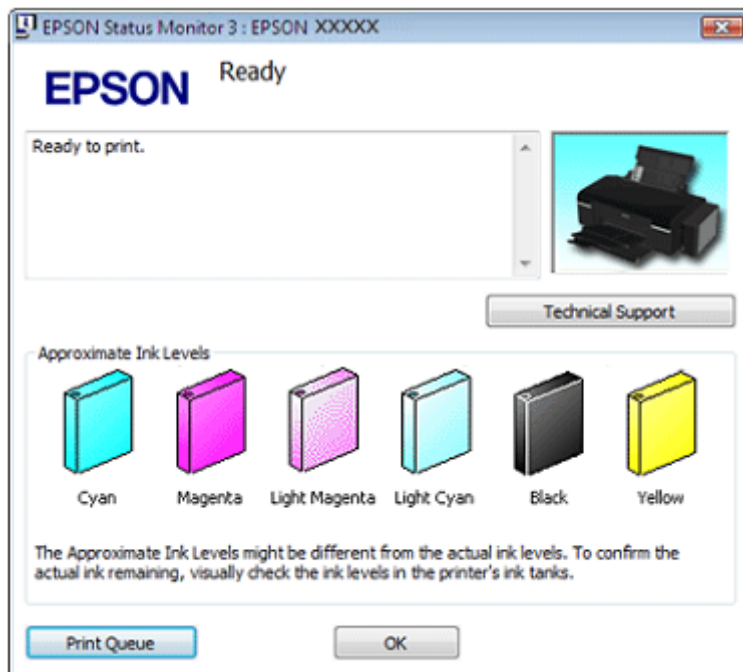 EPSON Status Monitor 3 : EPSON XXXXX
EPSON
Ready
Ready to print.
Technical Support
Approximate Ink Levels
Cyan Magenta Light Magenta Light Cyan Black Yellow
The Approximate Ink Levels might be different from the actual ink levels. To confirm the
actual ink remaining, visually check the ink levels in the printer's ink tanks.
Print Queue OK